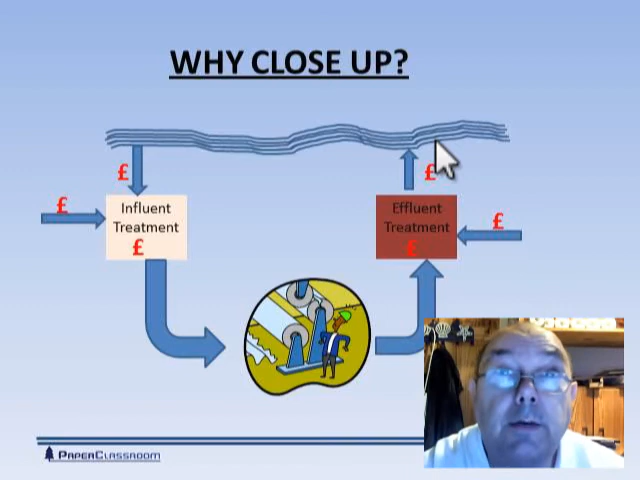 WHY CLOSE UP?
£
£
£
£
Influent
Treatment
£
Effluent
Treatment
£
£
PAPERCLASSROOM